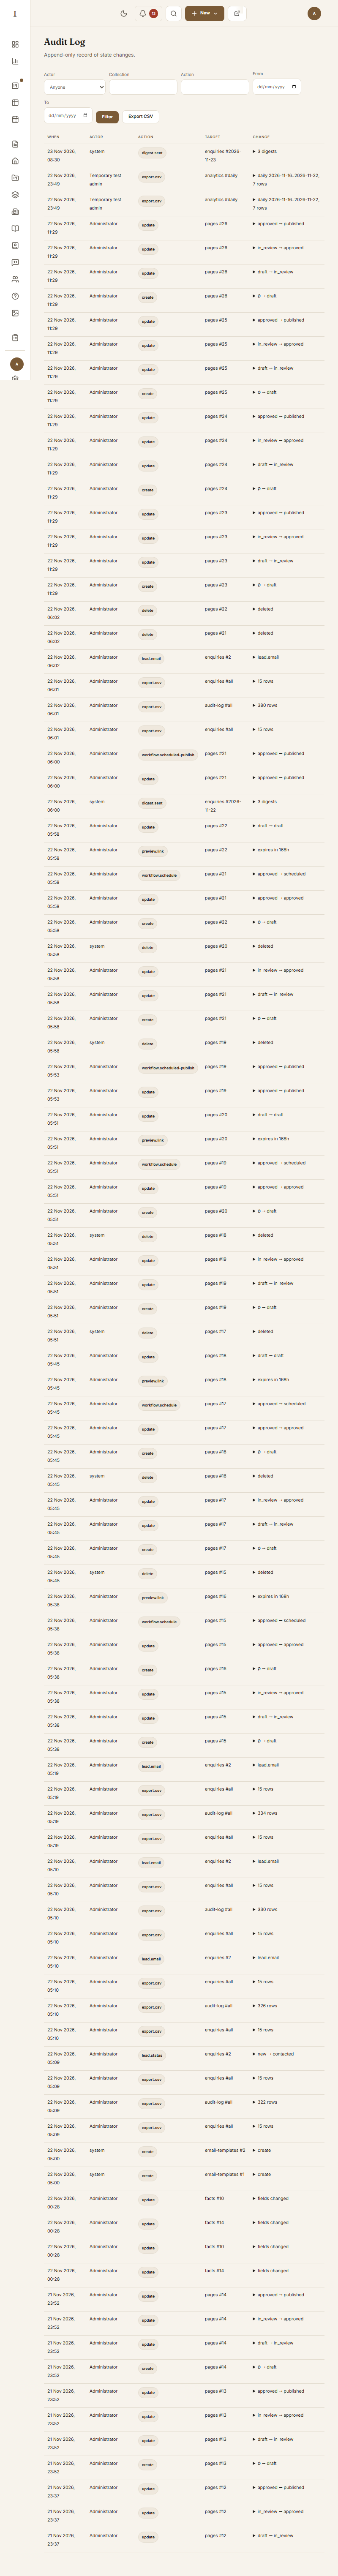 1
+ New
A
Audit Log
Append-only record of state changes.
Actor Collection Action From
Anyone dd/mm/yyyy
To
dd/mm/yyyy Filter Export CSV
WHEN ACTOR ACTION TARGET CHANGE
23 Nov 2026, system digest.sent enquiries #2026- ▶ 3 digests
08:30 11-23
22 Nov 2026, Temporary test export.csv analytics #daily ▶ daily 2026-11-16, 2026-11-22,
23:49 admin 7 rows
22 Nov 2026, Temporary test export.csv analytics #daily ▶ daily 2026-11-16, 2026-11-22,
23:49 admin 7 rows
22 Nov 2026, Administrator update pages #26 ▶ approved → published
11:29
22 Nov 2026, Administrator update pages #26 ▶ in_review → approved
11:29
22 Nov 2026, Administrator update pages #26 ▶ draft → in_review
11:29
22 Nov 2026, Administrator create pages #26 ▶ ∅ → draft
11:29
22 Nov 2026, Administrator update pages #25 ▶ approved → published
11:29
22 Nov 2026, Administrator update pages #25 ▶ in_review → approved
11:29
22 Nov 2026, Administrator update pages #25 ▶ draft → in_review
11:29
22 Nov 2026, Administrator create pages #25 ▶ ∅ → draft
11:29
22 Nov 2026, Administrator update pages #24 ▶ approved → published
11:29
22 Nov 2026, Administrator update pages #24 ▶ in_review → approved
11:29
22 Nov 2026, Administrator update pages #24 ▶ draft → in_review
11:29
22 Nov 2026, Administrator create pages #24 ▶ ∅ → draft
11:29
22 Nov 2026, Administrator update pages #23 ▶ approved → published
11:29
22 Nov 2026, Administrator update pages #23 ▶ in_review → approved
11:29
22 Nov 2026, Administrator update pages #23 ▶ draft → in_review
11:29
22 Nov 2026, Administrator create pages #23 ▶ ∅ → draft
11:29
22 Nov 2026, Administrator delete pages #22 ▶ deleted
06:02
22 Nov 2026, Administrator delete pages #21 ▶ deleted
06:02
22 Nov 2026, Administrator lead.email enquiries #2 ▶ lead.email
06:02
22 Nov 2026, Administrator export.csv enquiries #all ▶ 15 rows
06:01
22 Nov 2026, Administrator export.csv audit-log #all ▶ 380 rows
06:01
22 Nov 2026, Administrator export.csv enquiries #all ▶ 15 rows
06:01
22 Nov 2026, Administrator workflow.scheduled-publish pages #21 ▶ approved → published
06:00
22 Nov 2026, Administrator update pages #21 ▶ approved → published
06:00
22 Nov 2026, system digest.sent enquiries #2026- ▶ 3 digests
06:00 11-22
22 Nov 2026, Administrator update pages #22 ▶ draft → draft
05:58
22 Nov 2026, Administrator preview.link pages #22 ▶ expires in 168h
05:58
22 Nov 2026, Administrator workflow.schedule pages #21 ▶ approved → scheduled
05:58
22 Nov 2026, Administrator update pages #21 ▶ approved → approved
05:58
22 Nov 2026, Administrator create pages #22 ▶ ∅ → draft
05:58
22 Nov 2026, system delete pages #20 ▶ deleted
05:58
22 Nov 2026, Administrator update pages #21 ▶ in_review → approved
05:58
22 Nov 2026, Administrator update pages #21 ▶ draft → in_review
05:58
22 Nov 2026, Administrator create pages #21 ▶ ∅ → draft
05:58
22 Nov 2026, system delete pages #19 ▶ deleted
05:58
22 Nov 2026, Administrator workflow.scheduled-publish pages #19 ▶ approved → published
05:53
22 Nov 2026, Administrator update pages #19 ▶ approved → published
05:53
22 Nov 2026, Administrator update pages #20 ▶ draft → draft
05:51
22 Nov 2026, Administrator preview.link pages #20 ▶ expires in 168h
05:51
22 Nov 2026, Administrator workflow.schedule pages #19 ▶ approved → scheduled
05:51
22 Nov 2026, Administrator update pages #19 ▶ approved → approved
05:51
22 Nov 2026, Administrator create pages #20 ▶ ∅ → draft
05:51
22 Nov 2026, system delete pages #18 ▶ deleted
05:51
22 Nov 2026, Administrator update pages #19 ▶ in_review → approved
05:51
22 Nov 2026, Administrator update pages #19 ▶ draft → in_review
05:51
22 Nov 2026, Administrator create pages #19 ▶ ∅ → draft
05:51
22 Nov 2026, system delete pages #17 ▶ deleted
05:51
22 Nov 2026, Administrator update pages #18 ▶ draft → draft
05:45
22 Nov 2026, Administrator preview.link pages #18 ▶ expires in 168h
05:45
22 Nov 2026, Administrator workflow.schedule pages #17 ▶ approved → scheduled
05:45
22 Nov 2026, Administrator update pages #17 ▶ approved → approved
05:45
22 Nov 2026, Administrator create pages #18 ▶ ∅ → draft
05:45
22 Nov 2026, system delete pages #16 ▶ deleted
05:45
22 Nov 2026, Administrator update pages #17 ▶ in_review → approved
05:45
22 Nov 2026, Administrator update pages #17 ▶ draft → in_review
05:45
22 Nov 2026, Administrator create pages #17 ▶ ∅ → draft
05:45
22 Nov 2026, system delete pages #15 ▶ deleted
05:45
22 Nov 2026, Administrator preview.link pages #16 ▶ expires in 168h
05:38
22 Nov 2026, Administrator workflow.schedule pages #15 ▶ approved → scheduled
05:38
22 Nov 2026, Administrator update pages #15 ▶ approved → approved
05:38
22 Nov 2026, Administrator create pages #16 ▶ ∅ → draft
05:38
22 Nov 2026, Administrator update pages #15 ▶ in_review → approved
05:38
22 Nov 2026, Administrator update pages #15 ▶ draft → in_review
05:38
22 Nov 2026, Administrator create pages #15 ▶ ∅ → draft
05:38
22 Nov 2026, Administrator lead.email enquiries #2 ▶ lead.email
05:19
22 Nov 2026, Administrator export.csv enquiries #all ▶ 15 rows
05:19
22 Nov 2026, Administrator export.csv audit-log #all ▶ 334 rows
05:19
22 Nov 2026, Administrator export.csv enquiries #all ▶ 15 rows
05:19
22 Nov 2026, Administrator lead.email enquiries #2 ▶ lead.email
05:10
22 Nov 2026, Administrator export.csv enquiries #all ▶ 15 rows
05:10
22 Nov 2026, Administrator export.csv audit-log #all ▶ 330 rows
05:10
22 Nov 2026, Administrator export.csv enquiries #all ▶ 15 rows
05:10
22 Nov 2026, Administrator lead.email enquiries #2 ▶ lead.email
05:10
22 Nov 2026, Administrator export.csv enquiries #all ▶ 15 rows
05:10
22 Nov 2026, Administrator export.csv audit-log #all ▶ 326 rows
05:10
22 Nov 2026, Administrator export.csv enquiries #all ▶ 15 rows
05:10
22 Nov 2026, Administrator lead.status enquiries #2 ▶ new → contacted
05:09
22 Nov 2026, Administrator export.csv enquiries #all ▶ 15 rows
05:09
22 Nov 2026, Administrator export.csv audit-log #all ▶ 322 rows
05:09
22 Nov 2026, Administrator export.csv enquiries #all ▶ 15 rows
05:09
22 Nov 2026, system create email-templates #2 ▶ create
05:00
22 Nov 2026, system create email-templates #1 ▶ create
05:00
22 Nov 2026, Administrator update facts #10 ▶ fields changed
00:28
22 Nov 2026, Administrator update facts #14 ▶ fields changed
00:28
22 Nov 2026, Administrator update facts #10 ▶ fields changed
00:28
22 Nov 2026, Administrator update facts #14 ▶ fields changed
00:28
21 Nov 2026, Administrator update pages #14 ▶ approved → published
23:52
21 Nov 2026, Administrator update pages #14 ▶ in_review → approved
23:52
21 Nov 2026, Administrator update pages #14 ▶ draft → in_review
23:52
21 Nov 2026, Administrator create pages #14 ▶ ∅ → draft
23:52
21 Nov 2026, Administrator update pages #13 ▶ approved → published
23:52
21 Nov 2026, Administrator update pages #13 ▶ in_review → approved
23:52
21 Nov 2026, Administrator update pages #13 ▶ draft → in_review
23:52
21 Nov 2026, Administrator create pages #13 ▶ ∅ → draft
23:52
21 Nov 2026, Administrator update pages #12 ▶ approved → published
23:37
21 Nov 2026, Administrator update pages #12 ▶ in_review → approved
23:37
21 Nov 2026, Administrator update pages #12 ▶ draft → in_review
23:37